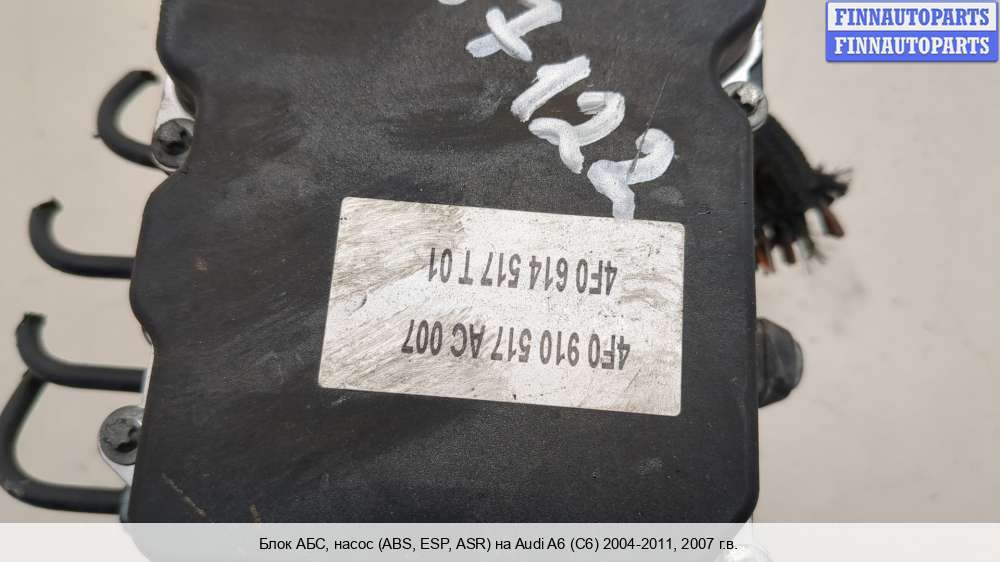 FINNAUTOPARTS
FINNAUTOPARTS
4F0 910 517 AC 007
4F0 614 517 T 01
Блок АБС, насос (ABS, ESP, ASR) на Audi A6 (C6) 2004-2011, 2007 г.в.